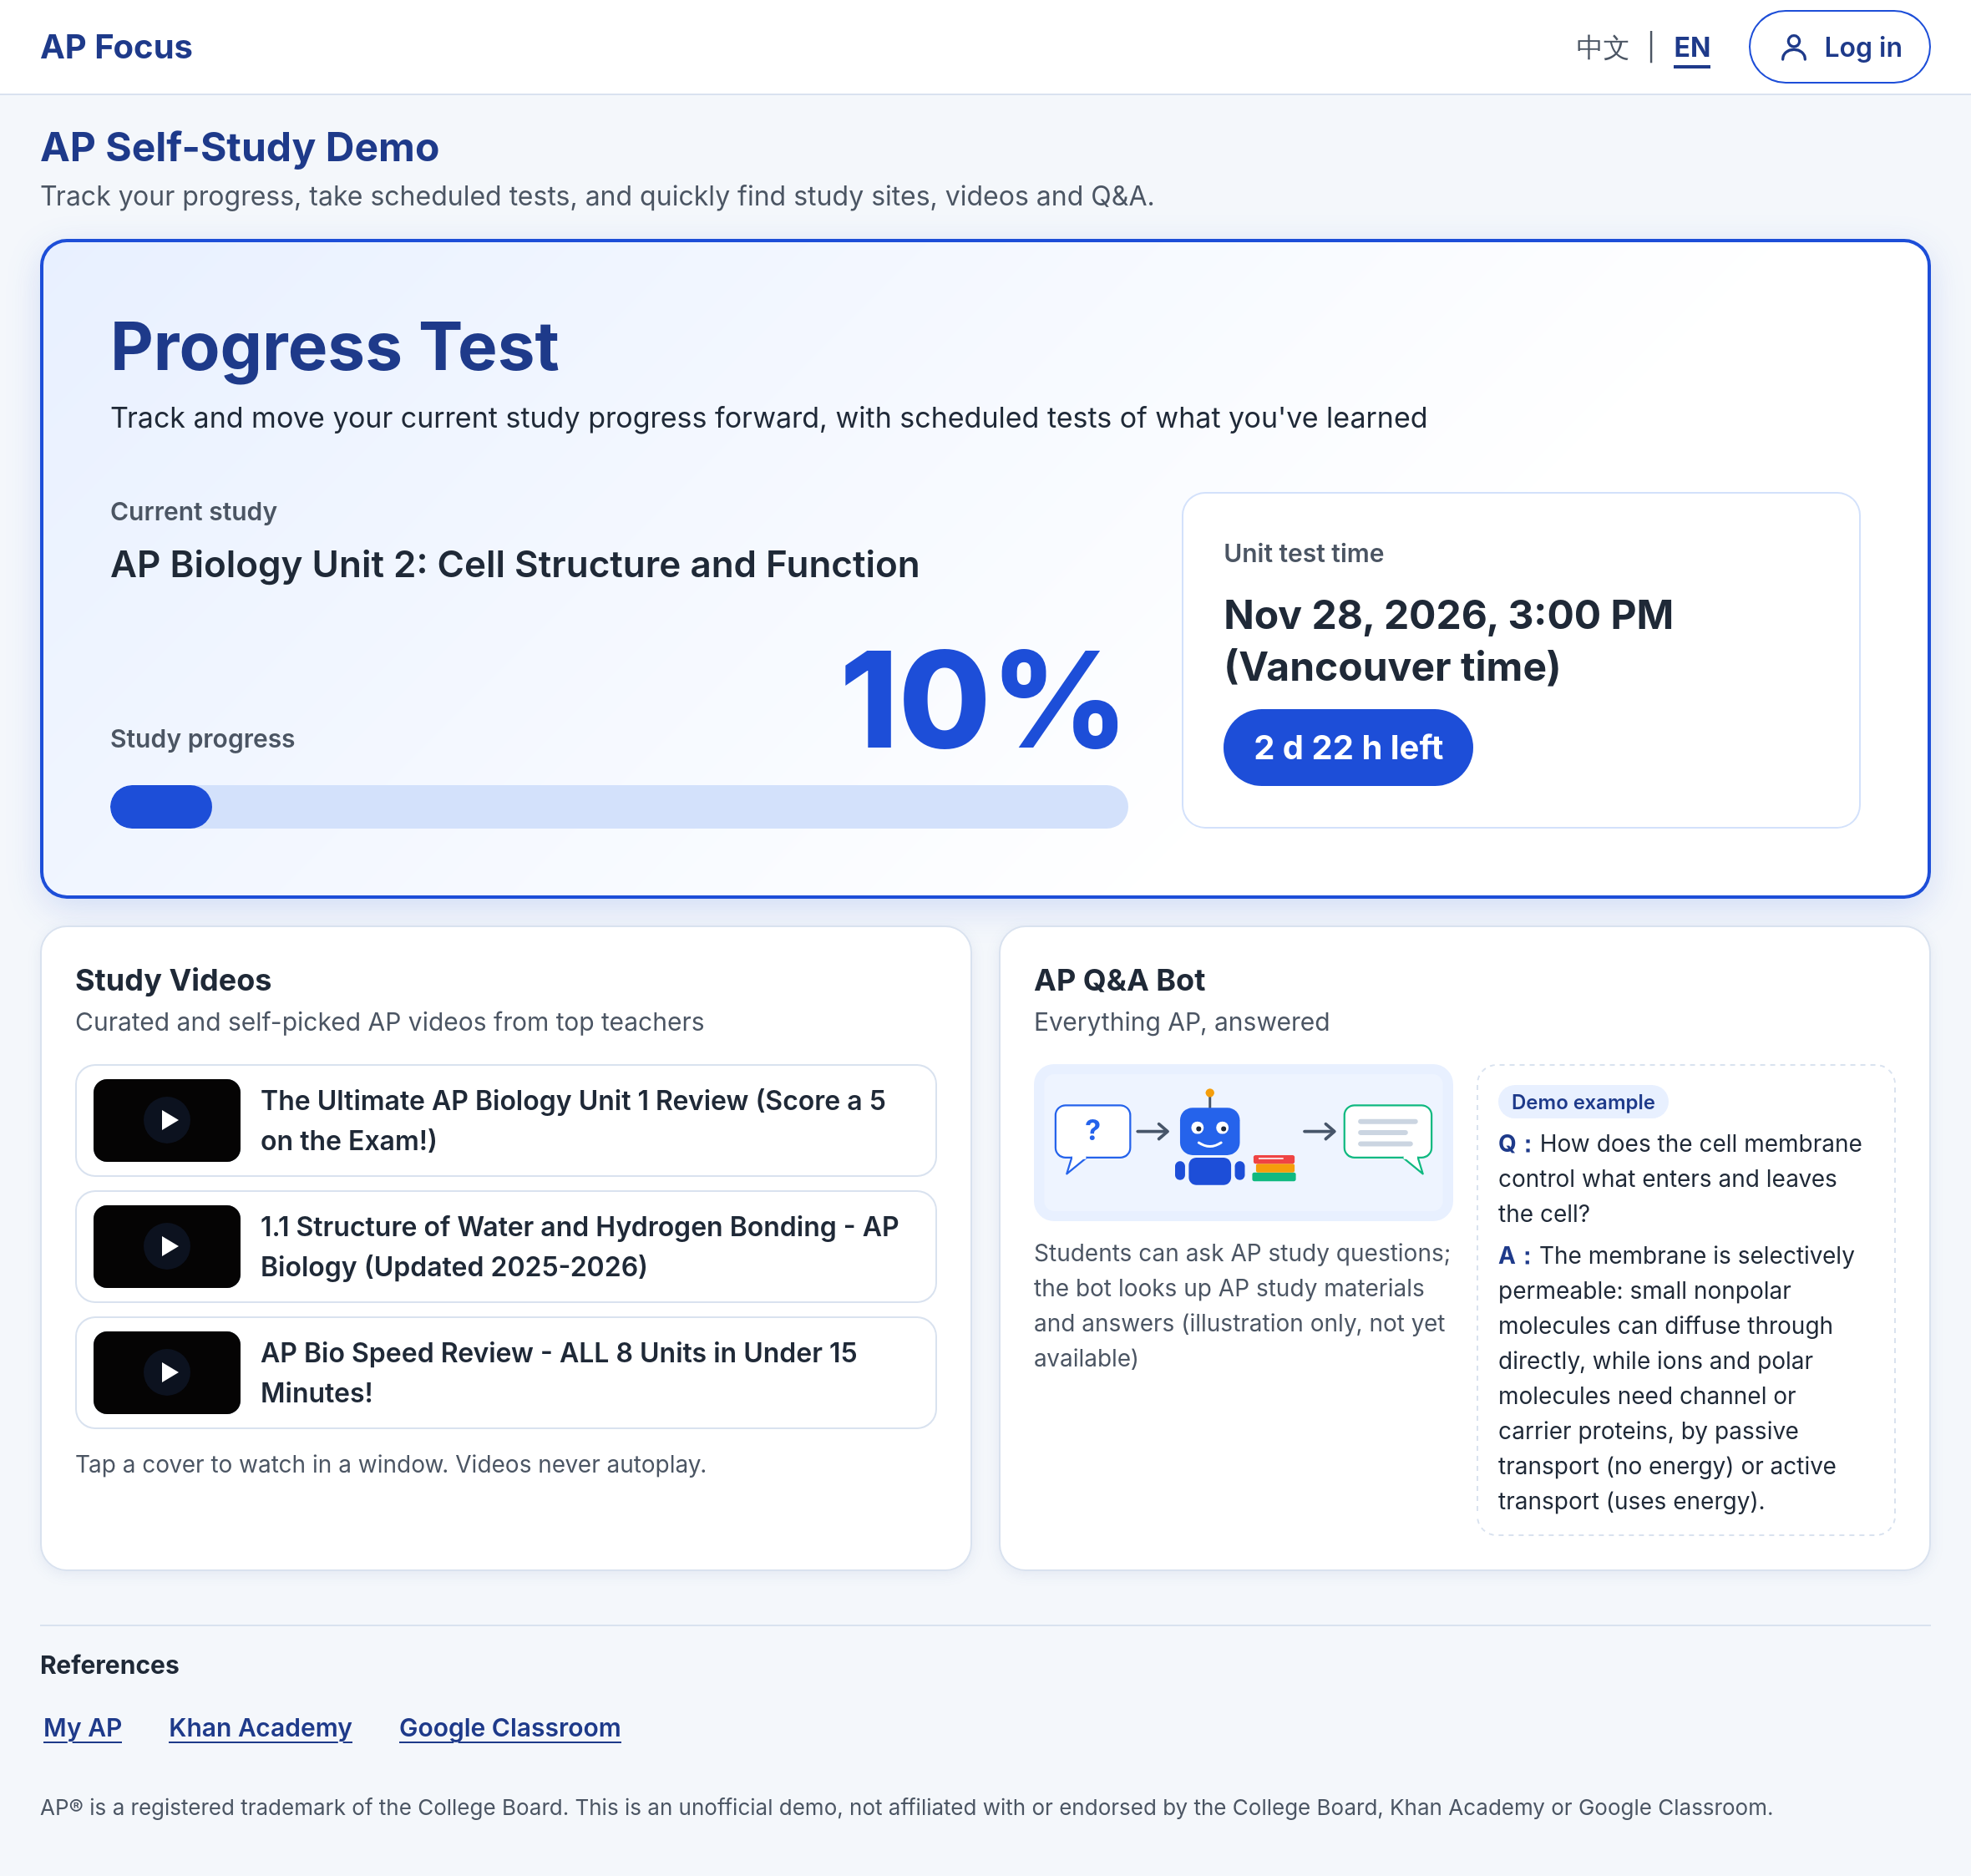 AP Focus
中文 | EN
Log in
AP Self-Study Demo
Track your progress, take scheduled tests, and quickly find study sites, videos and Q&A.
Progress Test
Track and move your current study progress forward, with scheduled tests of what you've learned
Current study
AP Biology Unit 2: Cell Structure and Function
Study progress
10%
Unit test time
Nov 28, 2026, 3:00 PM
(Vancouver time)
2 d 22 h left
Study Videos
Curated and self-picked AP videos from top teachers
The Ultimate AP Biology Unit 1 Review (Score a 5
on the Exam!)
1.1 Structure of Water and Hydrogen Bonding - AP
Biology (Updated 2025-2026)
AP Bio Speed Review - ALL 8 Units in Under 15
Minutes!
Tap a cover to watch in a window. Videos never autoplay.
AP Q&A Bot
Everything AP, answered
?
Students can ask AP study questions;
the bot looks up AP study materials
and answers (illustration only, not yet
available)
Demo example
Q : How does the cell membrane
control what enters and leaves
the cell?
A : The membrane is selectively
permeable: small nonpolar
molecules can diffuse through
directly, while ions and polar
molecules need channel or
carrier proteins, by passive
transport (no energy) or active
transport (uses energy).
References
My AP
Khan Academy
Google Classroom
AP® is a registered trademark of the College Board. This is an unofficial demo, not affiliated with or endorsed by the College Board, Khan Academy or Google Classroom.